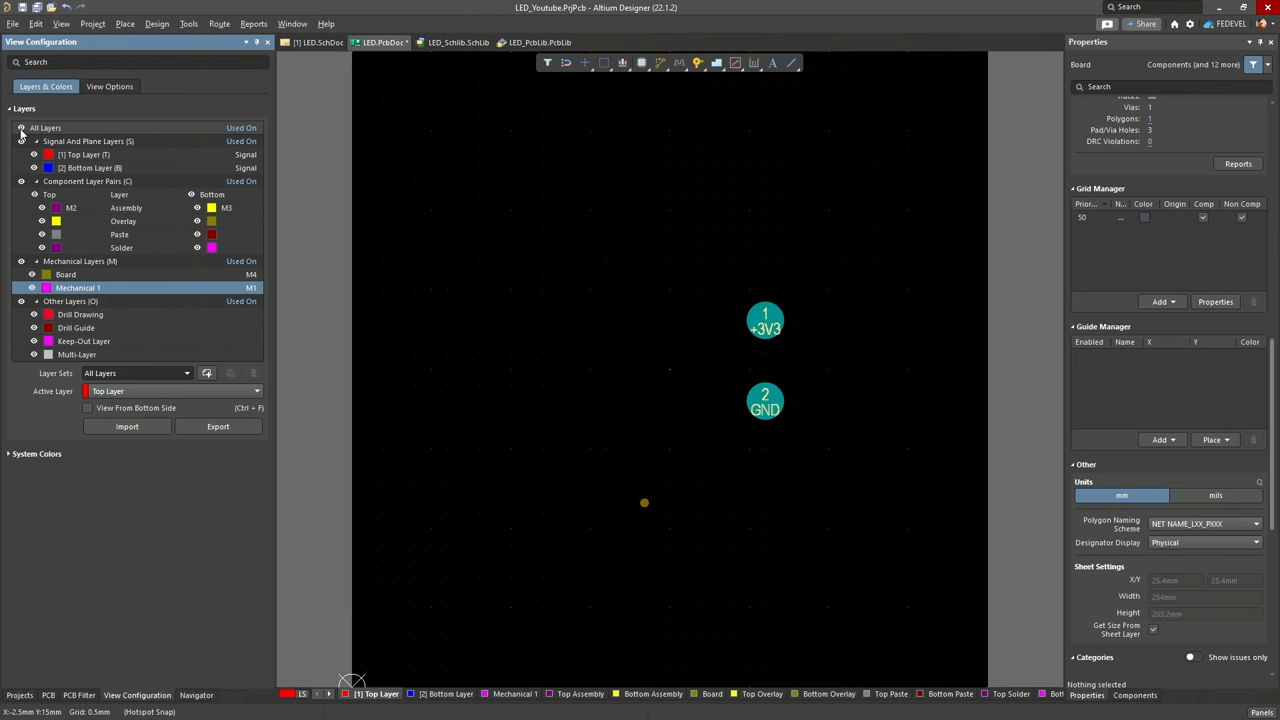 LED_Youtube.PrjPcb - Altium Designer (22.1.2)
Search
File Edit View Project Place Design Tools Route Reports Window Help
Share
FEDEVEL
View Configuration
[1] LED.SchDoc
LED.PcbDoc *
LED_Schlib.SchLib
LED_PcbLib.PcbLib
Properties
Search
Board
Components (and 12 more)
Layers & Colors
View Options
Search
Layers
Vias: 1
Polygons: 1
Pad/Via Holes: 3
DRC Violations: 0
Reports
All Layers Used On
Signal And Plane Layers (S) Used On
[1] Top Layer (T) Signal
[2] Bottom Layer (B) Signal
Component Layer Pairs (C) Used On
Top Layer Bottom
M2 Assembly M3
Overlay
Paste
Solder
Mechanical Layers (M) Used On
Board M4
Mechanical 1 M1
Other Layers (O) Used On
Drill Drawing
Drill Guide
Keep-Out Layer
Multi-Layer
Layer Sets All Layers
Active Layer Top Layer
View From Bottom Side (Ctrl + F)
Import Export
System Colors
1
+3V3
2
GND
Grid Manager
Prior... N... Color Origin Comp Non Comp
50 ...
Add Properties
Guide Manager
Enabled Name X Y Color
Add Place
Other
Units
mm mils
Polygon Naming
Scheme
NET NAME_LXX_PXXX
Designator Display Physical
Sheet Settings
X/Y 25.4mm 25.4mm
Width 254mm
Height 203.2mm
Get Size From
Sheet Layer
Categories Show issues only
Nothing selected
Projects PCB PCB Filter View Configuration Navigator
LS [1] Top Layer [2] Bottom Layer Mechanical 1 Top Assembly Bottom Assembly Board Top Overlay Bottom Overlay Top Paste Bottom Paste Top Solder Bott
Properties Components
X:-2.5mm Y:15mm Grid: 0.5mm (Hotspot Snap)
Panels